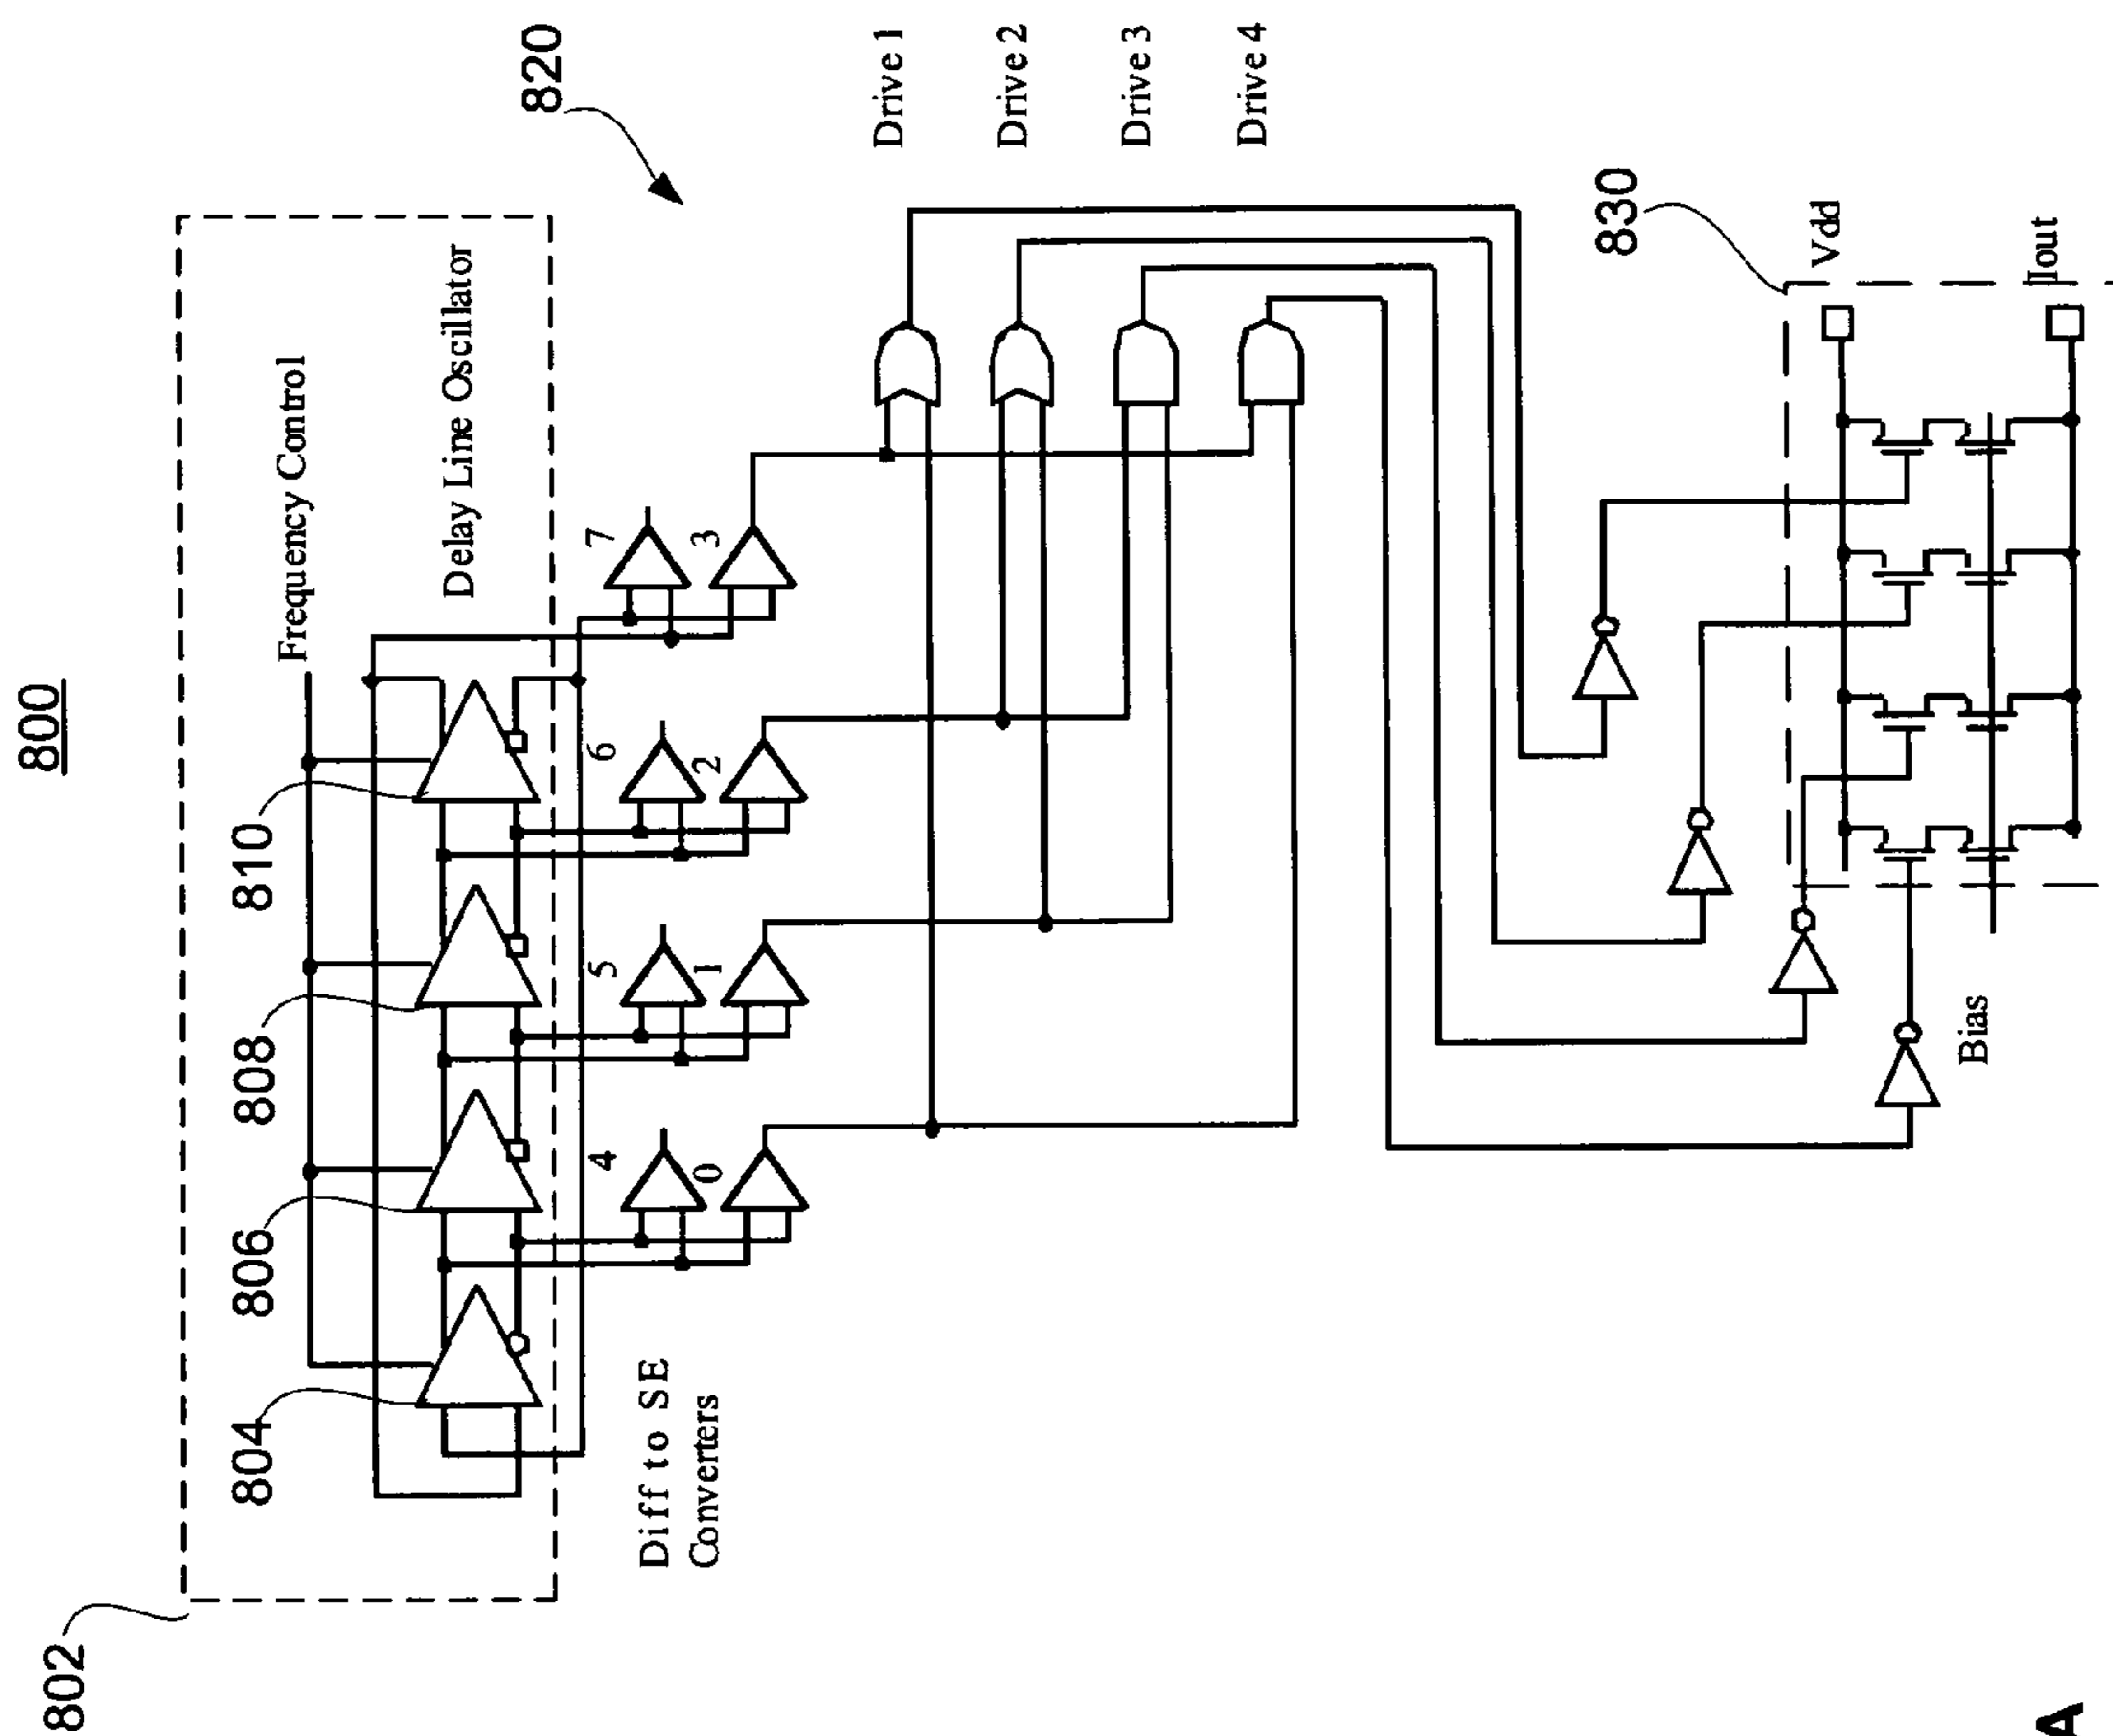 800
802
804
806
808
810
Frequency Control
Delay Line Oscillator
820
Diff to SE
Converters
4
0
5
1
6
2
7
3
Drive 1
Drive 2
Drive 3
Drive 4
830
Vdd
Iout
Bias
A